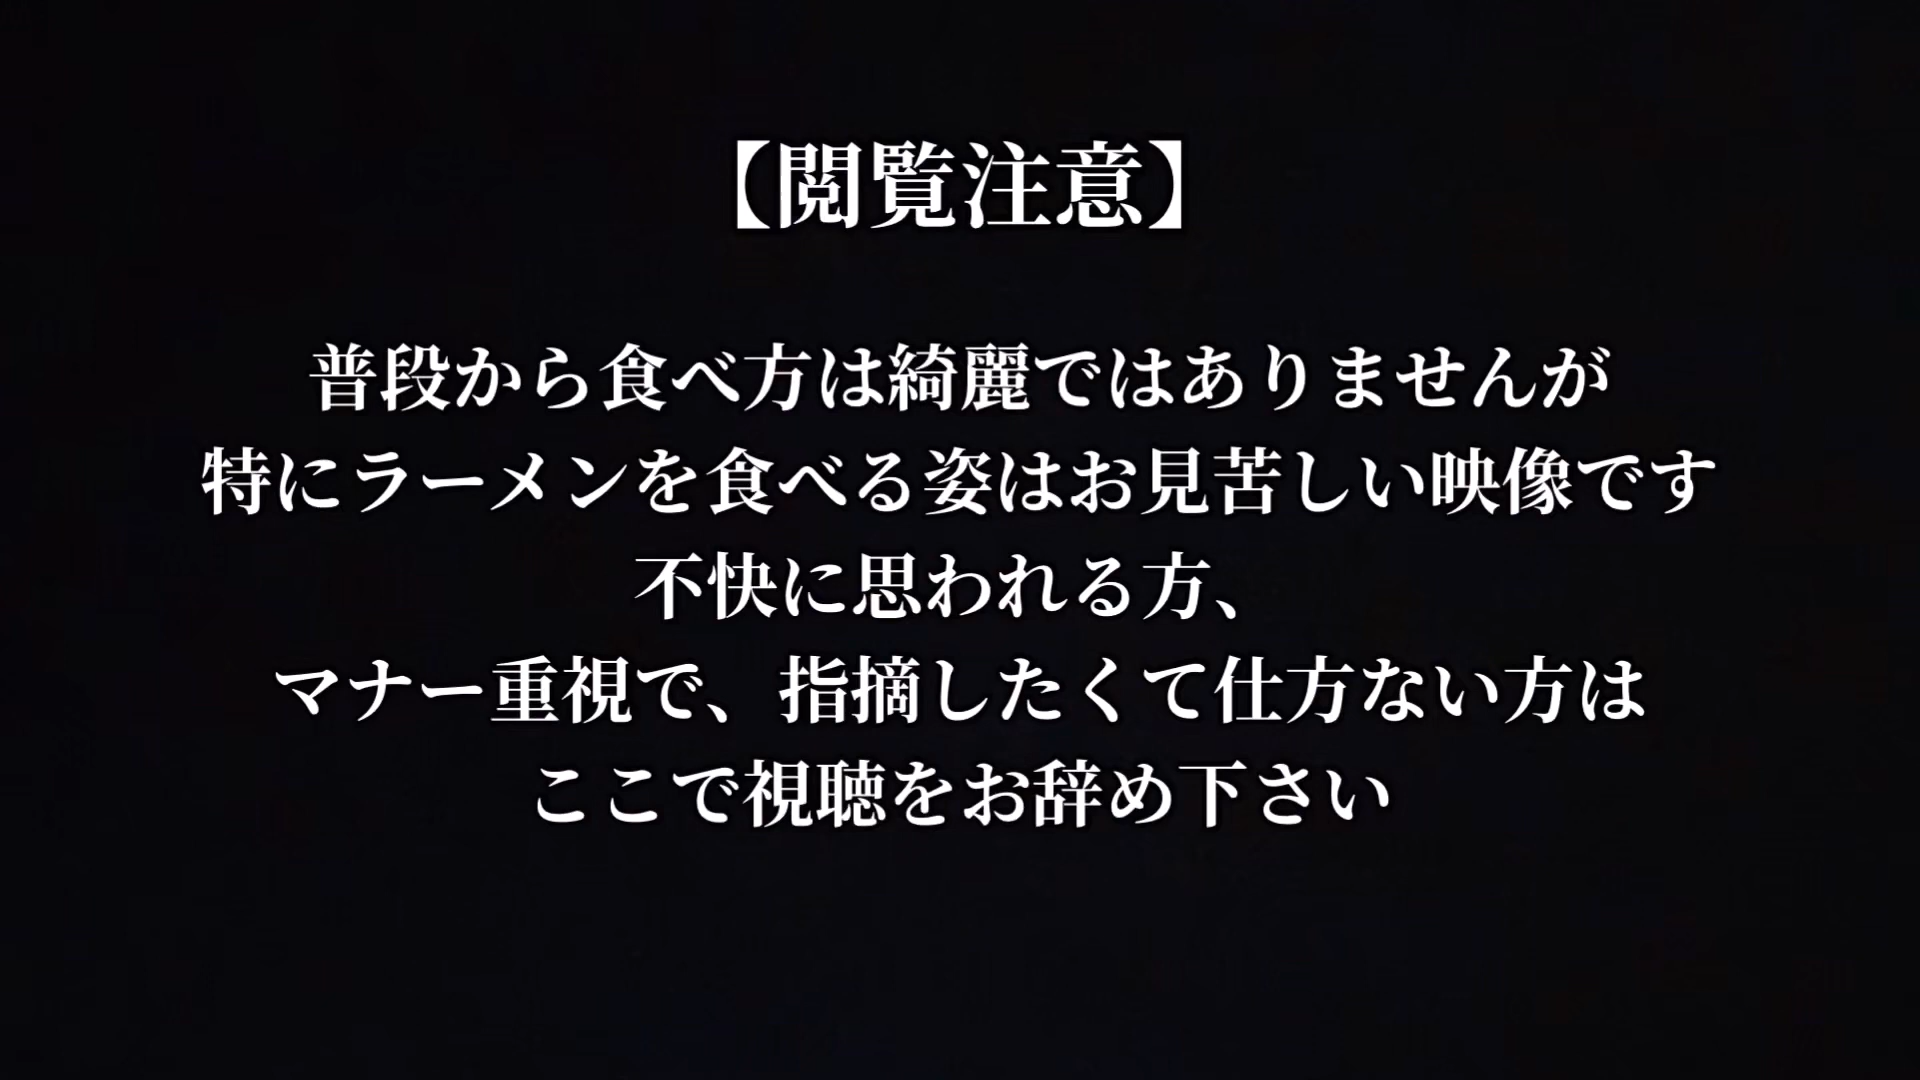 【閲覧注意】
普段から食べ方は綺麗ではありませんが
特にラーメンを食べる姿はお見苦しい映像です
不快に思われる方、
マナー重視で、指摘したくて仕方ない方は
ここで視聴をお辞め下さい